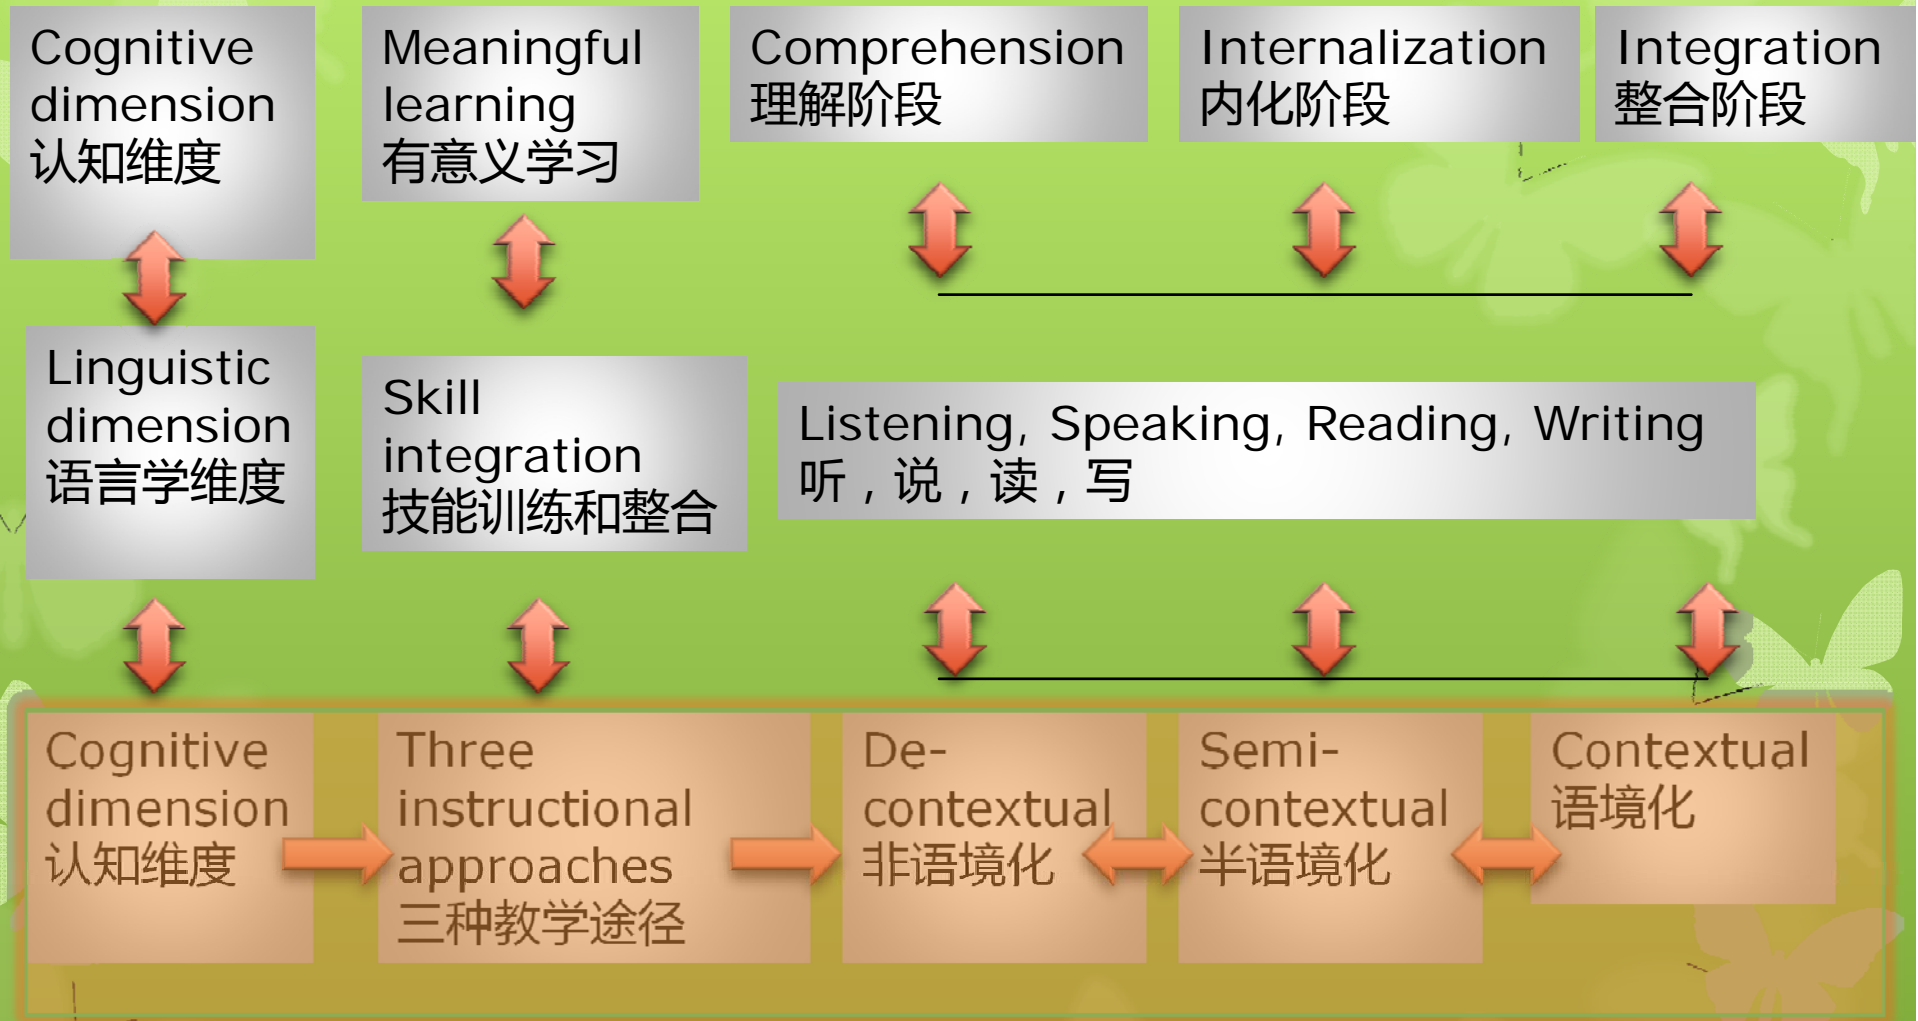 Cognitive
dimension
认知维度
Meaningful
learning
有意义学习
Comprehension
理解阶段
Internalization
内化阶段
Integration
整合阶段
Linguistic
dimension
语言学维度
Skill
integration
技能训练和整合
Listening, Speaking, Reading, Writing
听，说，读，写
Cognitive
dimension
认知维度
Three
instructional
approaches
三种教学途径
De-
contextual
非语境化
Semi-
contextual
半语境化
Contextual
语境化